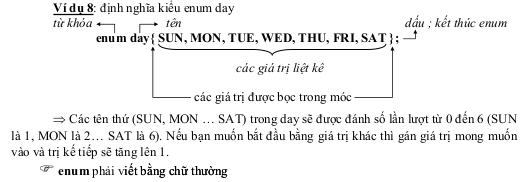 Ví dụ 8: định nghĩa kiểu enum day
từ khóa tên dấu ; kết thúc enum
enum day{ SUN, MON, TUE, WED, THU, FRI, SAT };
các giá trị liệt kê
các giá trị được bọc trong móc
⇒ Các tên thứ (SUN, MON … SAT) trong day sẽ được đánh số lần lượt từ 0 đến 6 (SUN
là 1, MON là 2… SAT là 6). Nếu bạn muốn bắt đầu bằng giá trị khác thì gán giá trị mong muốn
vào và trị kế tiếp sẽ tăng lên 1.
☞ enum phải viết bằng chữ thường